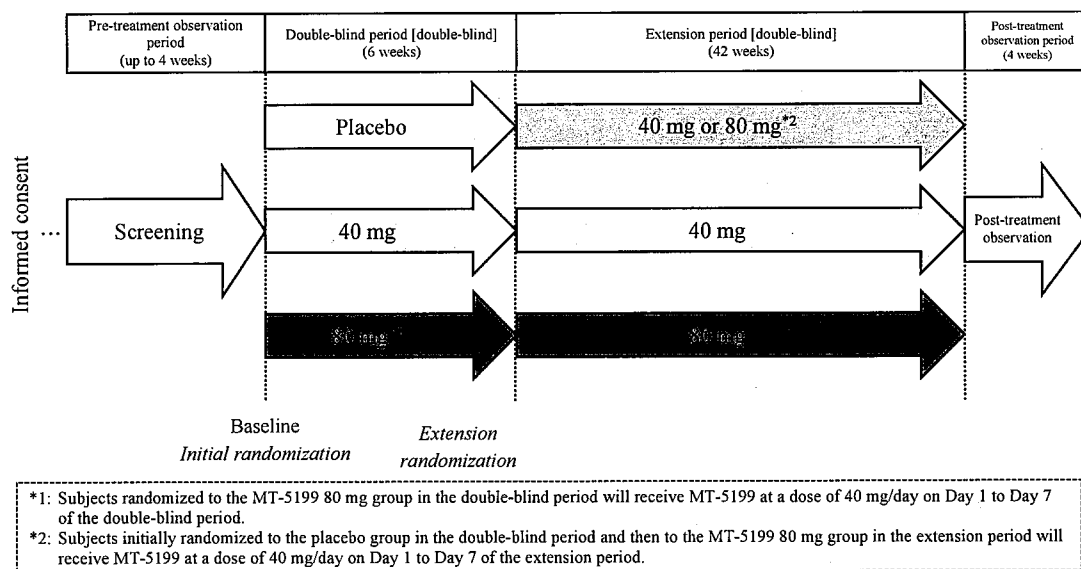 Pre-treatment observation
period
(up to 4 weeks)
Double-blind period [double-blind]
(6 weeks)
Extension period [double-blind]
(42 weeks)
Post-treatment
observation period
(4 weeks)
Placebo
40 mg or 80 mg*2
Informed consent
...
Screening
40 mg
40 mg
Post-treatment
observation
80 mg
80 mg
Baseline
Initial randomization
Extension
randomization
*1: Subjects randomized to the MT-5199 80 mg group in the double-blind period will receive MT-5199 at a dose of 40 mg/day on Day 1 to Day 7
of the double-blind period.
*2: Subjects initially randomized to the placebo group in the double-blind period and then to the MT-5199 80 mg group in the extension period will
receive MT-5199 at a dose of 40 mg/day on Day 1 to Day 7 of the extension period.